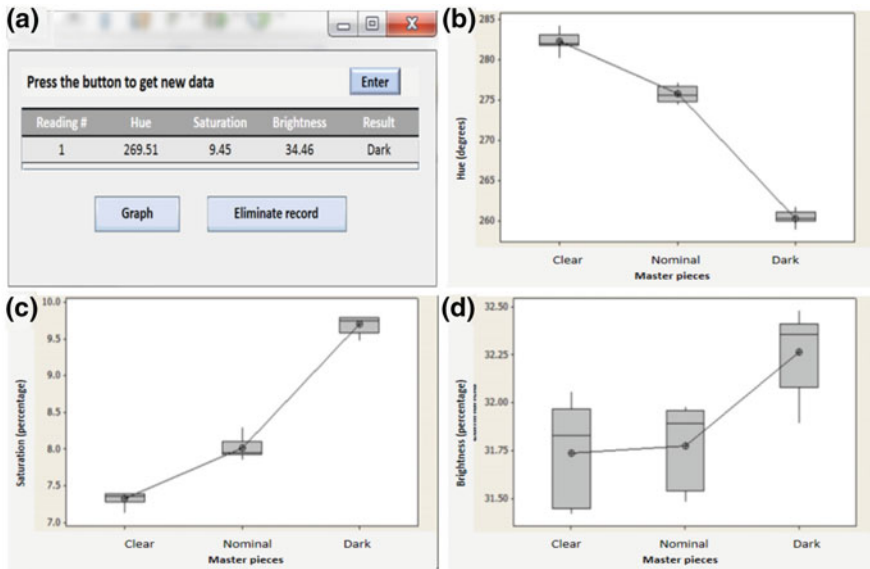 (a)
X
Press the button to get new data
Enter
Reading # Hue Saturation Brightness Result
1 269.51 9.45 34.46 Dark
Graph
Eliminate record
(b)
285
280
275
265
260
Hue (degrees)
Clear Nominal Dark
Master pieces
(c)
10.0
9.5
9.0
8.5
8.0
7.5
7.0
Saturation (percentage)
Clear Nominal Dark
Master pieces
(d)
32.50
32.25
32.00
31.75
31.50
Brightness (percentage)
Clear Nominal Dark
Master pieces